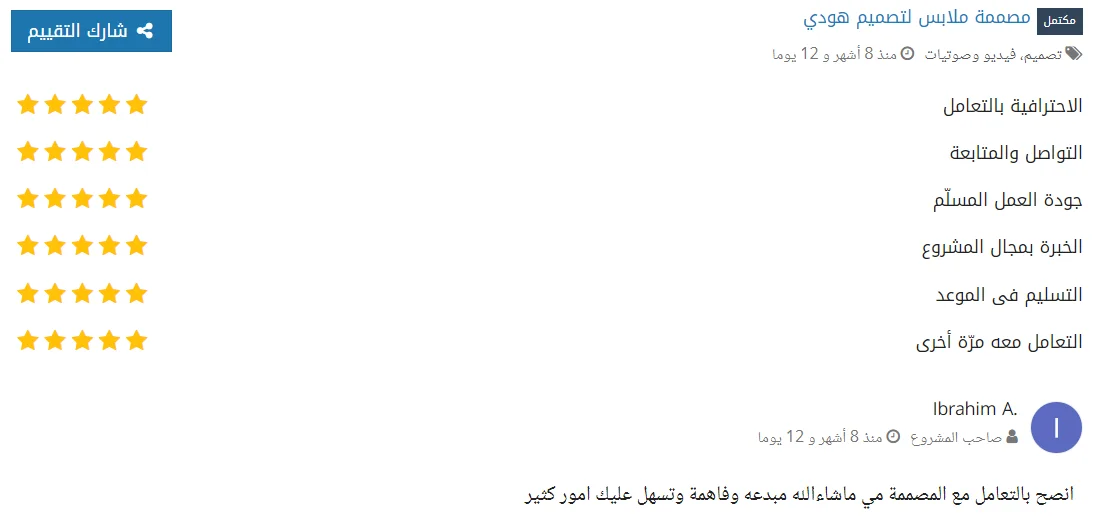 مكتمل مصممة ملابس لتصميم هودي
شارك التقييم
تصميم، فيديو وصوتيات منذ 8 أشهر و 12 يوما
الاحترافية بالتعامل
التواصل والمتابعة
جودة العمل المسلّم
الخبرة بمجال المشروع
التسليم فى الموعد
التعامل معه مرّة أخرى
I
Ibrahim A.
صاحب المشروع منذ 8 أشهر و 12 يوما
انصح بالتعامل مع المصممة مي ماشاءالله مبدعه وفاهمة وتسهل عليك امور كثير